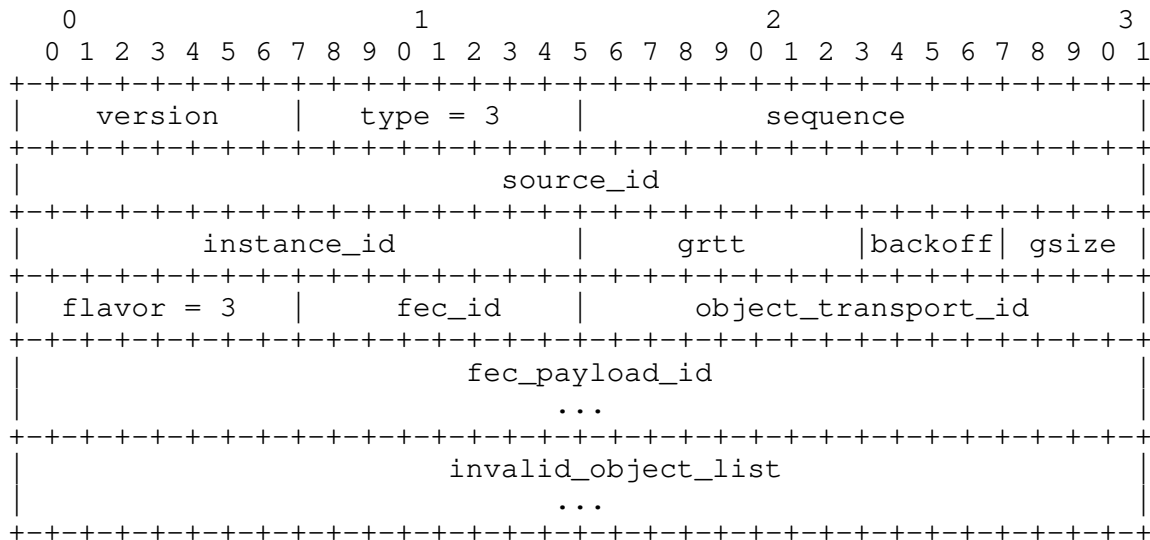 0                   1                   2                   3
0 1 2 3 4 5 6 7 8 9 0 1 2 3 4 5 6 7 8 9 0 1 2 3 4 5 6 7 8 9 0 1
+-+-+-+-+-+-+-+-+-+-+-+-+-+-+-+-+-+-+-+-+-+-+-+-+-+-+-+-+-+-+-+-+
|    version    |   type = 3    |          sequence             |
+-+-+-+-+-+-+-+-+-+-+-+-+-+-+-+-+-+-+-+-+-+-+-+-+-+-+-+-+-+-+-+-+
|                           source_id                           |
+-+-+-+-+-+-+-+-+-+-+-+-+-+-+-+-+-+-+-+-+-+-+-+-+-+-+-+-+-+-+-+-+
|          instance_id          |     grtt      |backoff| gsize |
+-+-+-+-+-+-+-+-+-+-+-+-+-+-+-+-+-+-+-+-+-+-+-+-+-+-+-+-+-+-+-+-+
|  flavor = 3   |     fec_id    |      object_transport_id      |
+-+-+-+-+-+-+-+-+-+-+-+-+-+-+-+-+-+-+-+-+-+-+-+-+-+-+-+-+-+-+-+-+
|                         fec_payload_id                        |
|                              ...                              |
+-+-+-+-+-+-+-+-+-+-+-+-+-+-+-+-+-+-+-+-+-+-+-+-+-+-+-+-+-+-+-+-+
|                        invalid_object_list                    |
|                              ...                              |
+-+-+-+-+-+-+-+-+-+-+-+-+-+-+-+-+-+-+-+-+-+-+-+-+-+-+-+-+-+-+-+-+